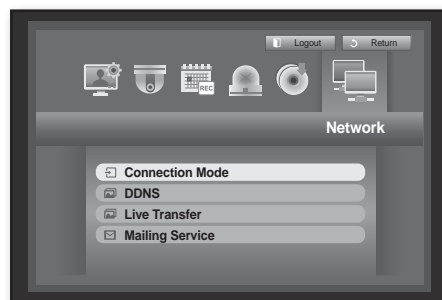 Logout Return
REC
Network
Connection Mode
DDNS
Live Transfer
Mailing Service